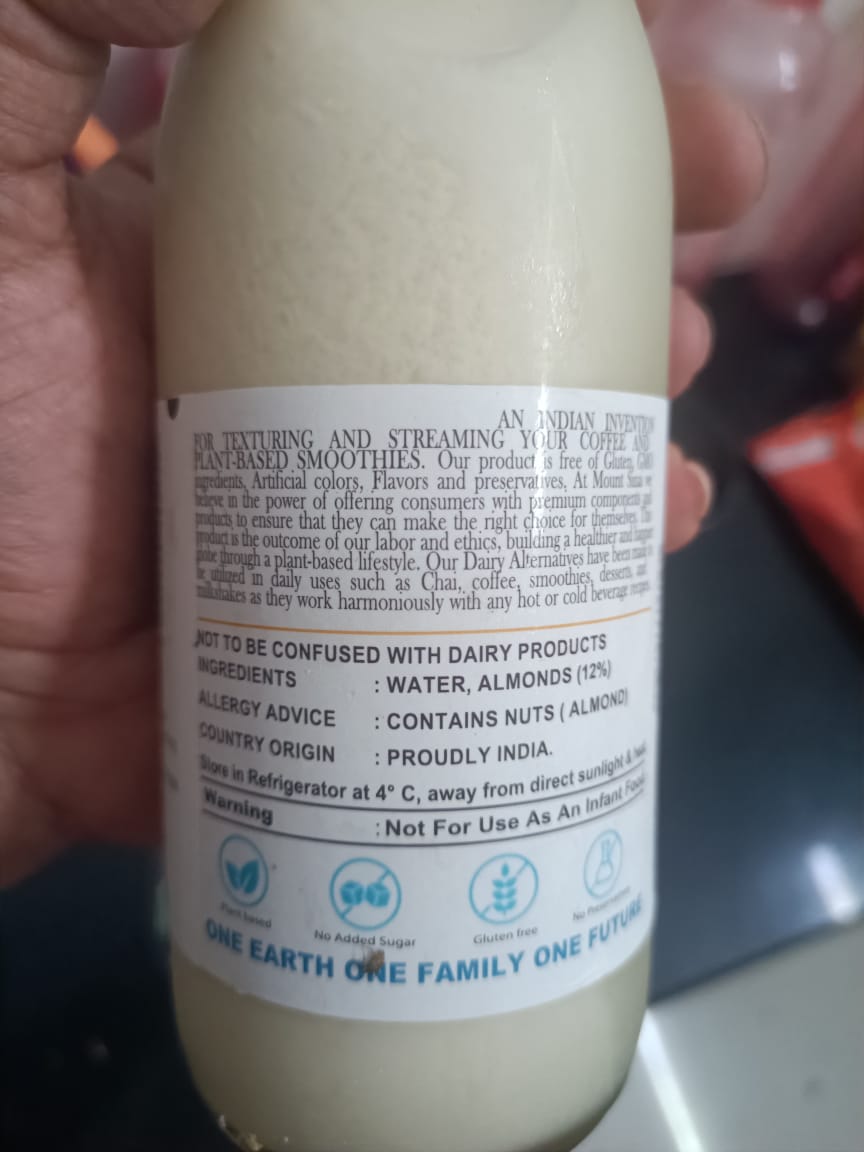 AN INDIAN INVENTION
FOR TEXTURING AND STREAMING YOUR COFFEE AND
PLANT-BASED SMOOTHIES. Our product is free of Gluten, GMO
ingredients, Artificial colors, Flavors and preservatives, At Mount we
believe in the power of offering consumers with premium components and
products to ensure that they can make the right choice for themselves. This
product is the outcome of our labor and ethics, building a healthier and happier
globe through a plant-based lifestyle. Our Dairy Alternatives have been made to
be utilized in daily uses such as Chai, coffee, smoothies, desserts, and
milkshakes as they work harmoniously with any hot or cold beverage recipes.
NOT TO BE CONFUSED WITH DAIRY PRODUCTS
INGREDIENTS : WATER, ALMONDS (12%)
ALLERGY ADVICE : CONTAINS NUTS ( ALMOND)
COUNTRY ORIGIN : PROUDLY INDIA.
Store in Refrigerator at 4° C, away from direct sunlight & heat.
Warning : Not For Use As An Infant Food.
Plant based
No Added Sugar
Gluten free
No Preservatives
ONE EARTH ONE FAMILY ONE FUTURE